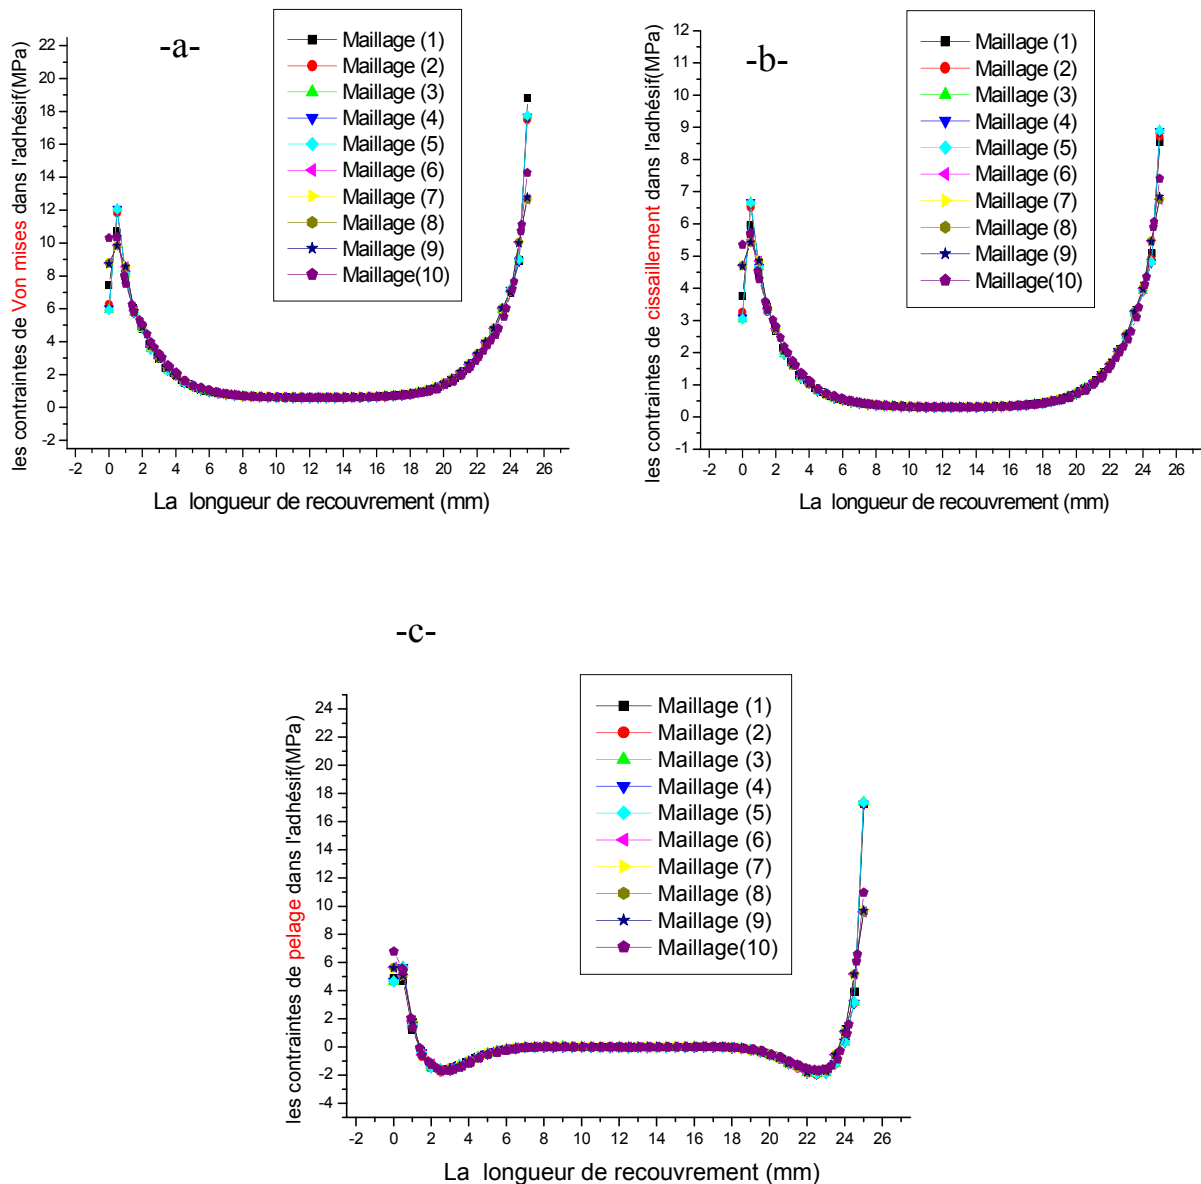 -a-
les contraintes de Von mises dans l'adhésif(MPa)
22
20
18
16
14
12
10
8
6
4
2
0
-2
Maillage (1)
Maillage (2)
Maillage (3)
Maillage (4)
Maillage (5)
Maillage (6)
Maillage (7)
Maillage (8)
Maillage (9)
Maillage(10)
-2 0 2 4 6 8 10 12 14 16 18 20 22 24 26
La longueur de recouvrement (mm)
-b-
les contraintes de cissaillement dans l'adhésif(MPa)
12
11
10
9
8
7
6
5
4
3
2
1
0
-1
Maillage (1)
Maillage (2)
Maillage (3)
Maillage (4)
Maillage (5)
Maillage (6)
Maillage (7)
Maillage (8)
Maillage (9)
Maillage(10)
-2 0 2 4 6 8 10 12 14 16 18 20 22 24 26
La longueur de recouvrement (mm)
-c-
les contraintes de pelage dans l'adhésif(MPa)
24
22
20
18
16
14
12
10
8
6
4
2
0
-2
-4
Maillage (1)
Maillage (2)
Maillage (3)
Maillage (4)
Maillage (5)
Maillage (6)
Maillage (7)
Maillage (8)
Maillage (9)
Maillage(10)
-2 0 2 4 6 8 10 12 14 16 18 20 22 24 26
La longueur de recouvrement (mm)